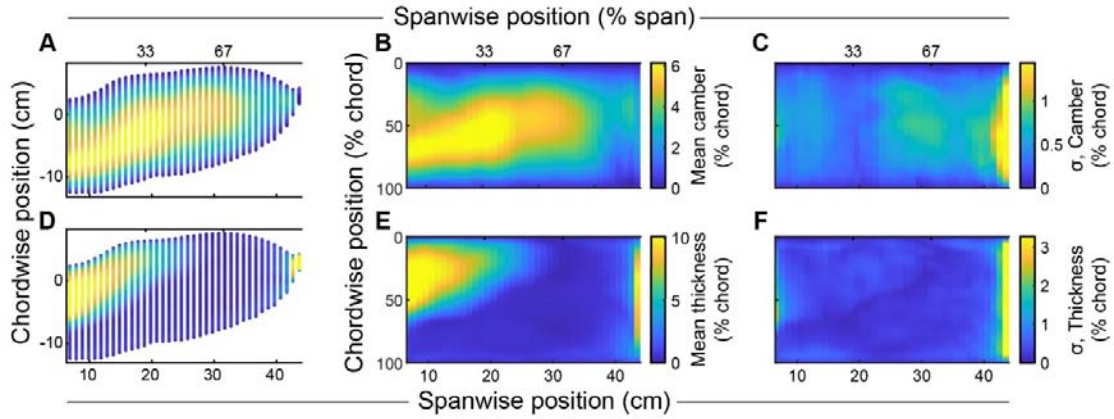 Spanwise position (% span)
A
33
67
B
33
67
C
33
67
Chordwise position (cm)
0
-10
Chordwise position (% chord)
0
50
100
6
4
2
0
Mean camber
(% chord)
1
0.5
0
σ, Camber
(% chord)
D
E
F
0
-10
10
20
30
40
0
50
100
10
20
30
40
10
5
0
Mean thickness
(% chord)
10
20
30
40
3
2
1
0
σ, Thickness
(% chord)
Spanwise position (cm)